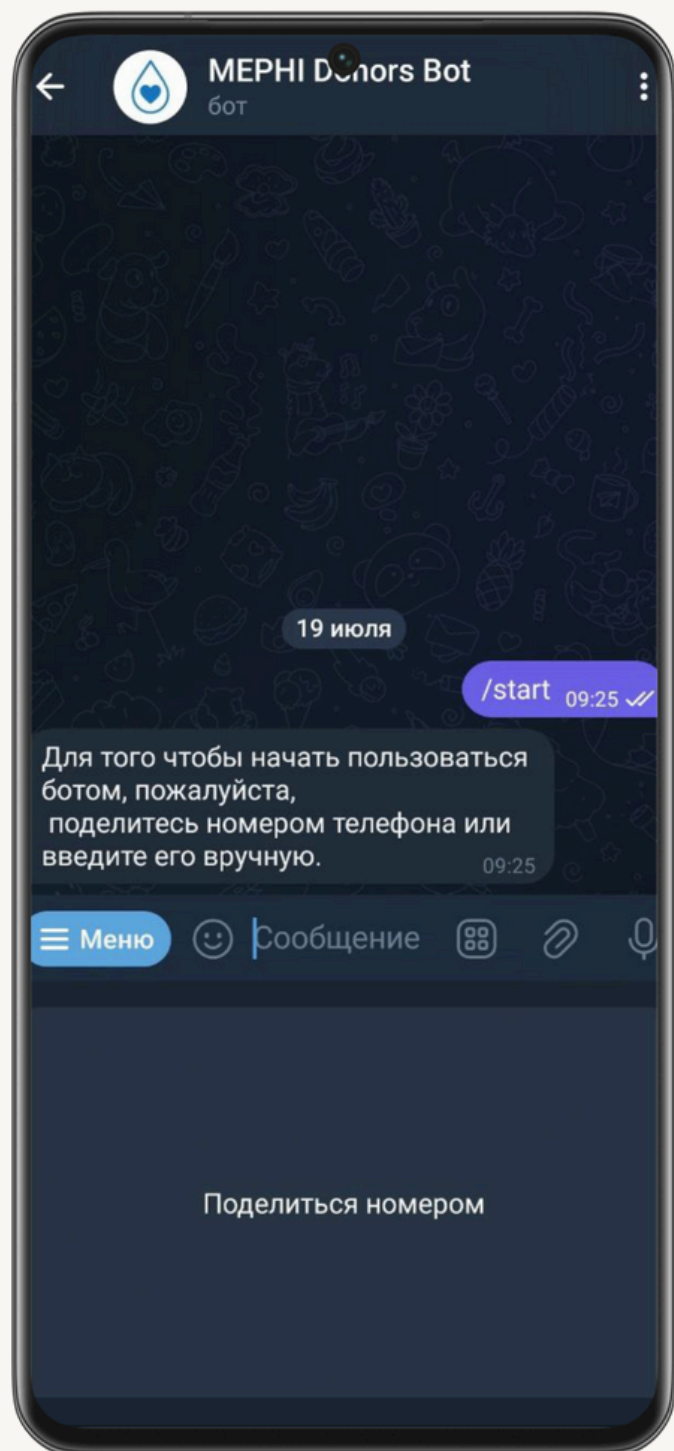 MEPHI Donors Bot
бот
19 июля
/start 09:25
Для того чтобы начать пользоваться
ботом, пожалуйста,
поделитесь номером телефона или
введите его вручную. 09:25
Меню Сообщение
Поделиться номером